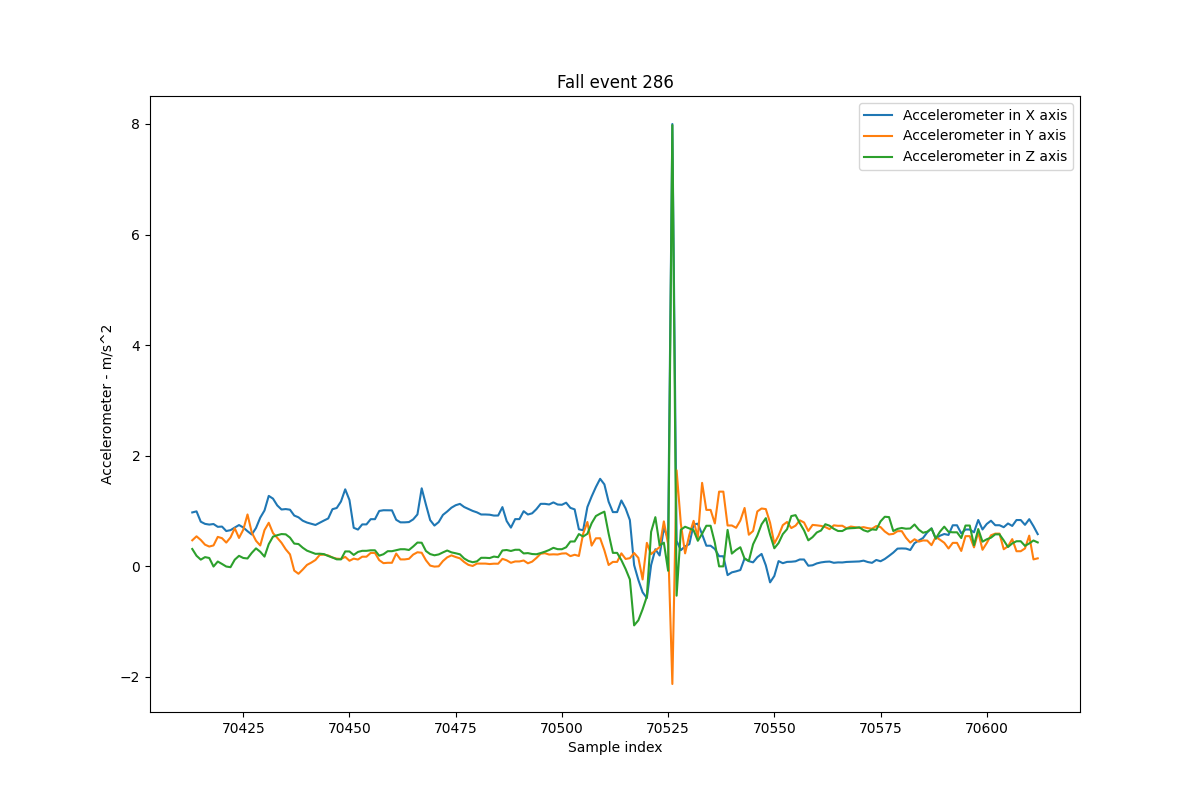 Fall event 286
Accelerometer in X axis
Accelerometer in Y axis
Accelerometer in Z axis
8
6
4
2
0
−2
Accelerometer - m/s^2
70425 70450 70475 70500 70525 70550 70575 70600
Sample index